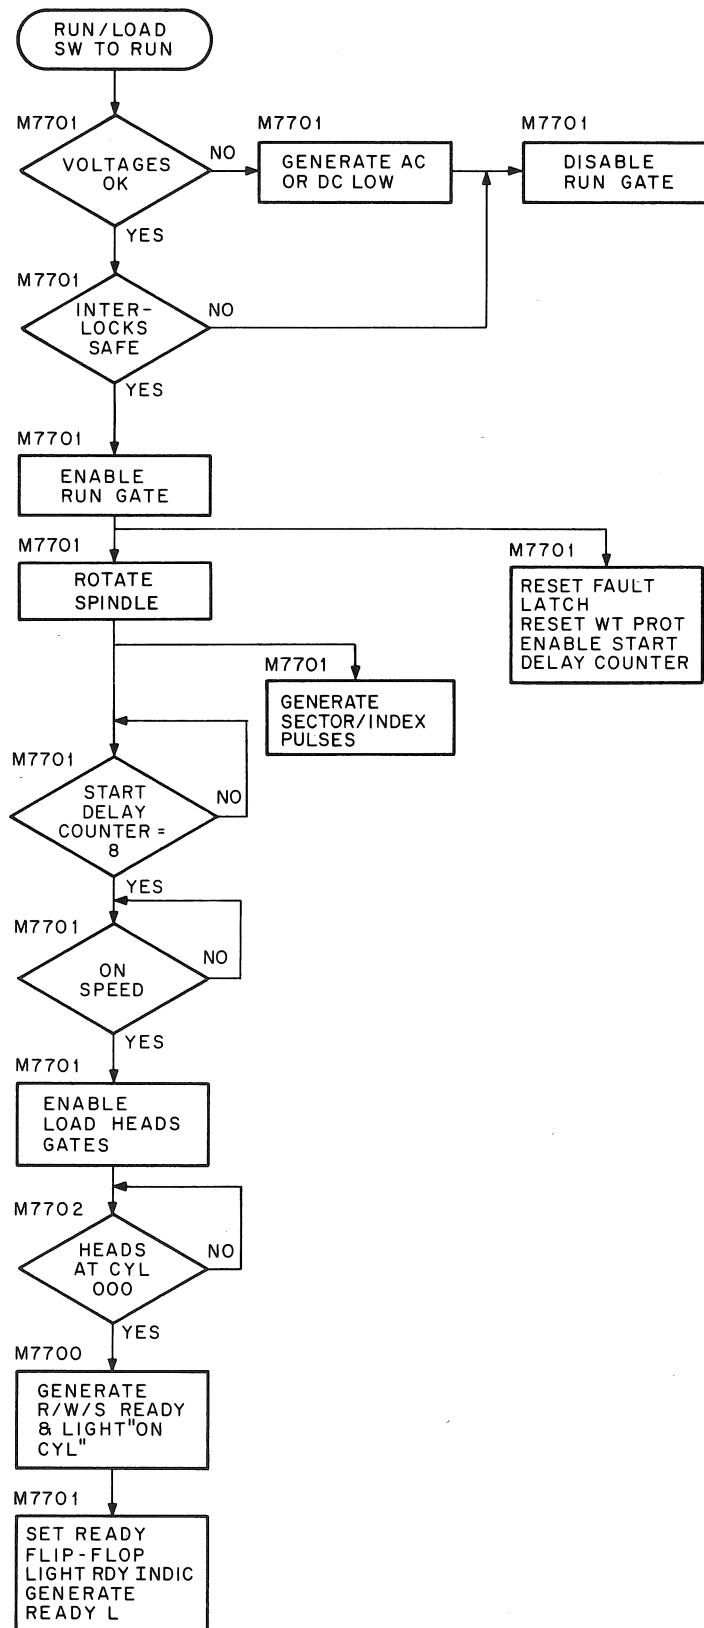 RUN/LOAD
SW TO RUN
M7701
VOLTAGES
OK
NO
YES
M7701
GENERATE AC
OR DC LOW
M7701
DISABLE
RUN GATE
M7701
INTER-
LOCKS
SAFE
NO
YES
M7701
ENABLE
RUN GATE
M7701
ROTATE
SPINDLE
M7701
RESET FAULT
LATCH
RESET WT PROT
ENABLE START
DELAY COUNTER
M7701
GENERATE
SECTOR/INDEX
PULSES
M7701
START
DELAY
COUNTER =
8
NO
YES
M7701
ON
SPEED
NO
YES
M7701
ENABLE
LOAD HEADS
GATES
M7702
HEADS
AT CYL
000
NO
YES
M7700
GENERATE
R/W/S READY
& LIGHT"ON
CYL"
M7701
SET READY
FLIP-FLOP
LIGHT RDY INDIC
GENERATE
READY L